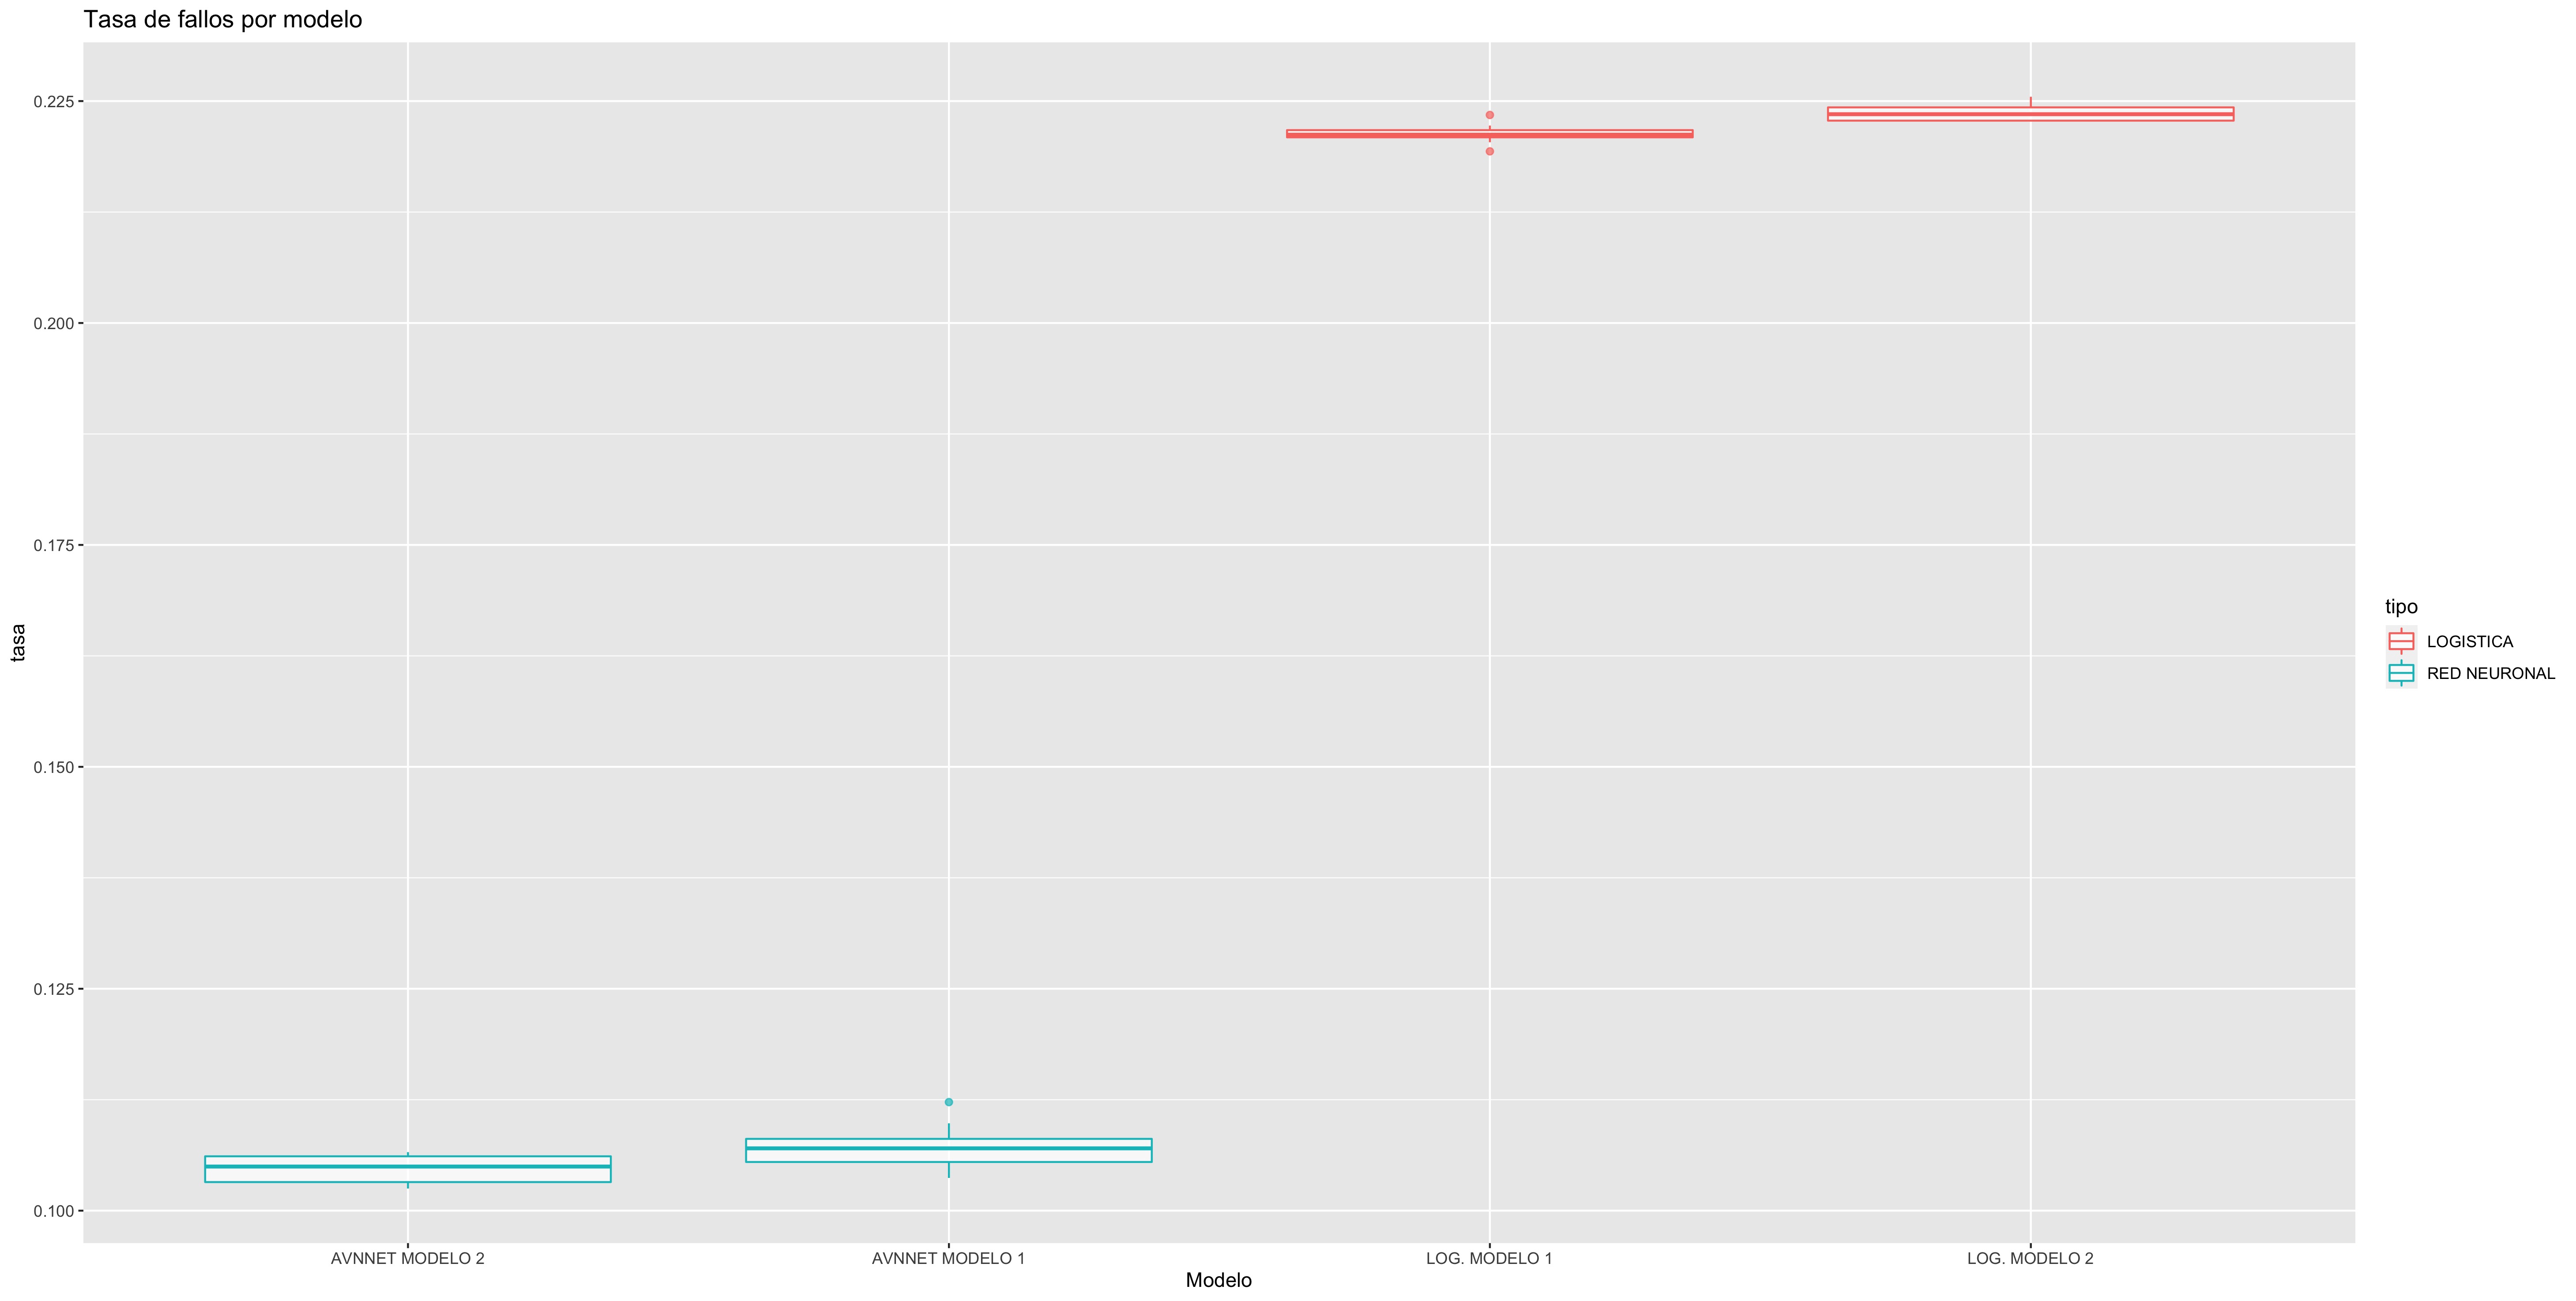 Tasa de fallos por modelo
tasa
0.225
0.200
0.175
0.150
0.125
0.100
AVNNET MODELO 2
AVNNET MODELO 1
LOG. MODELO 1
LOG. MODELO 2
Modelo
tipo
LOGISTICA
RED NEURONAL